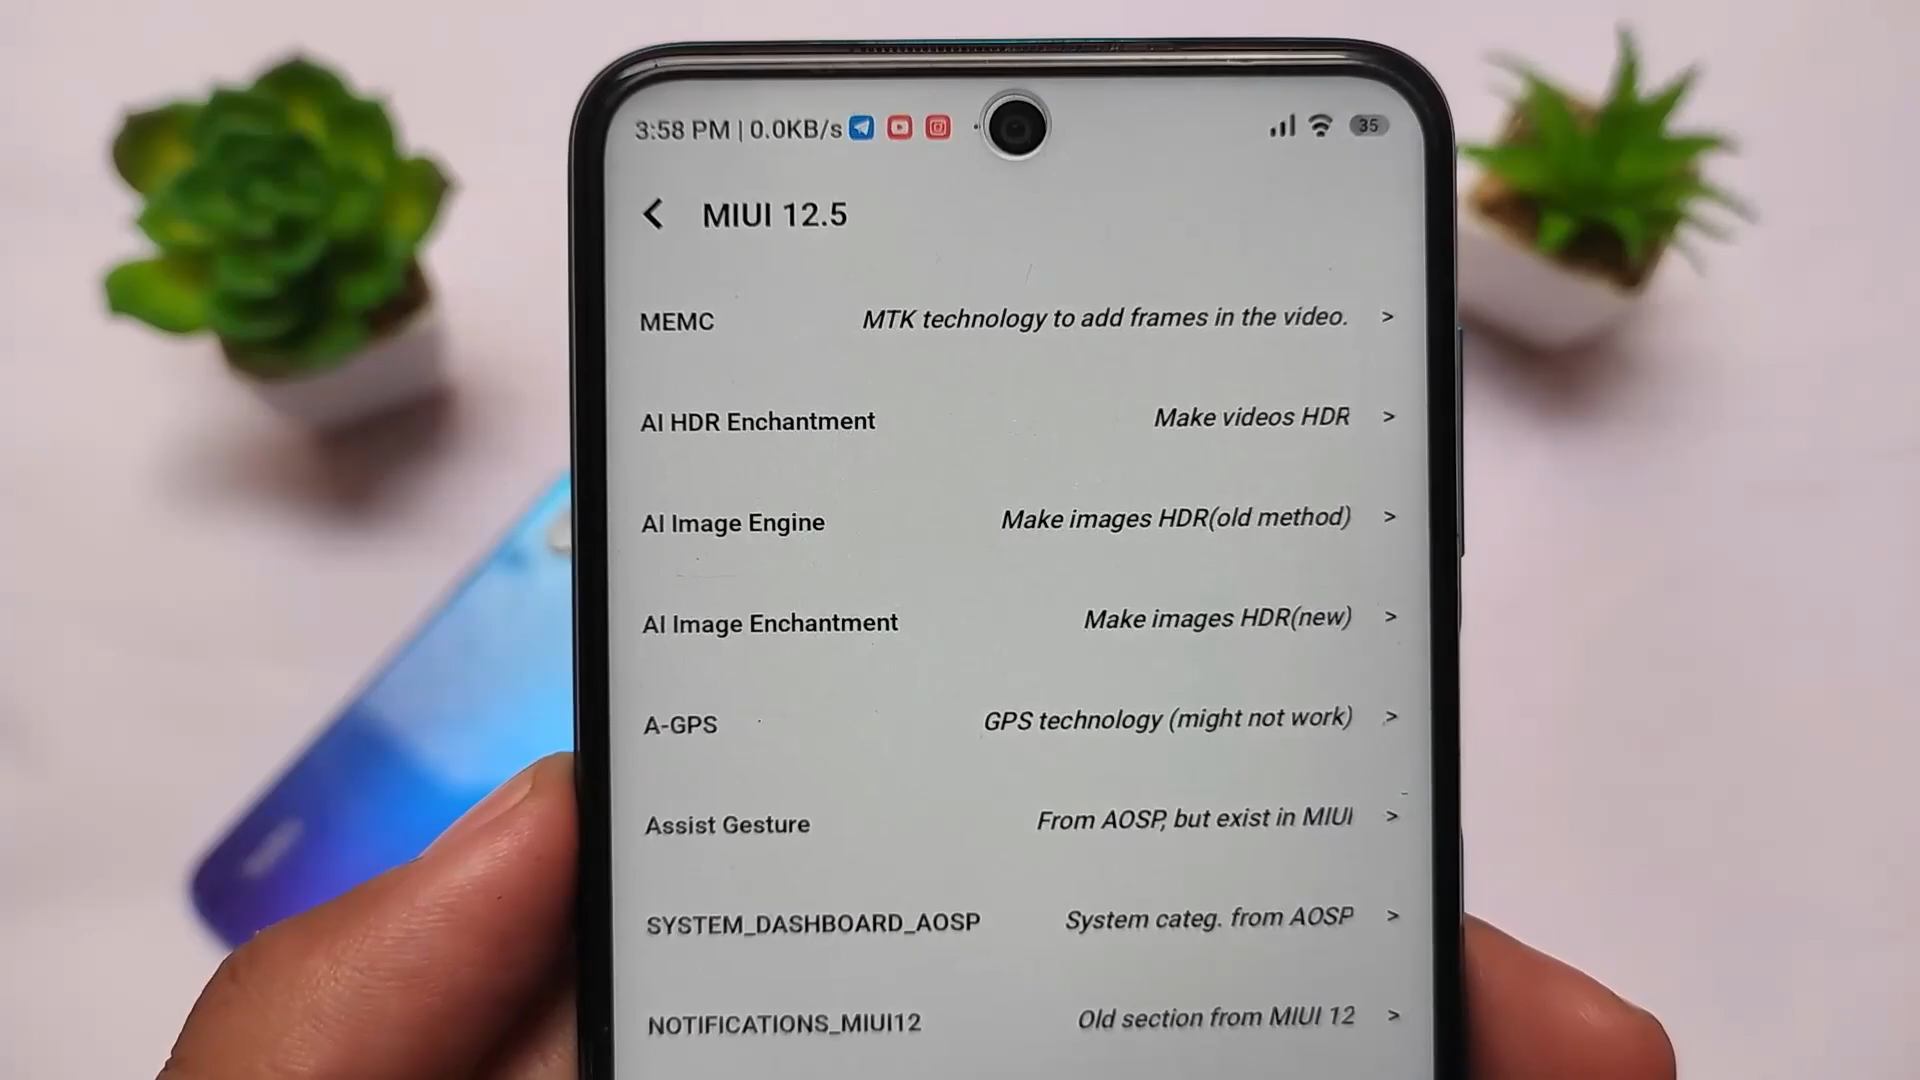 3:58 PM | 0.0KB/s 35
MIUI 12.5
MEMC MTK technology to add frames in the video. >
AI HDR Enchantment Make videos HDR >
AI Image Engine Make images HDR(old method) >
AI Image Enchantment Make images HDR(new) >
A-GPS GPS technology (might not work) >
Assist Gesture From AOSP, but exist in MIUI >
SYSTEM_DASHBOARD_AOSP System categ. from AOSP >
NOTIFICATIONS_MIUI12 Old section from MIUI 12 >